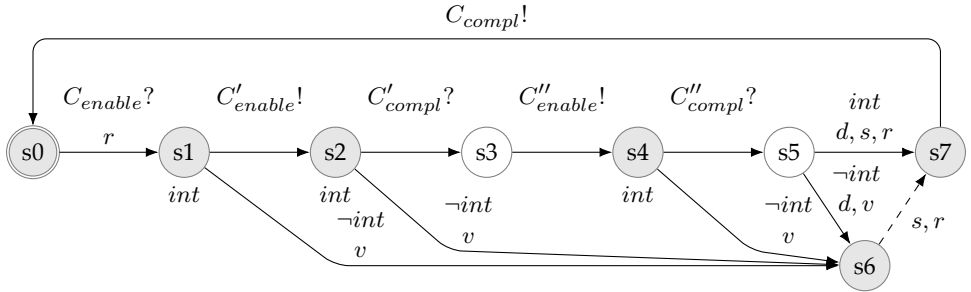 C_{compl}!
C_{enable}? C'_{enable}! C'_{compl}? C''_{enable}! C''_{compl}?
int
r
d, s, r
s0 s1 s2 s3 s4 s5 s7
¬int
int int int
d, v
¬int ¬int ¬int
s, r
v v v
s6